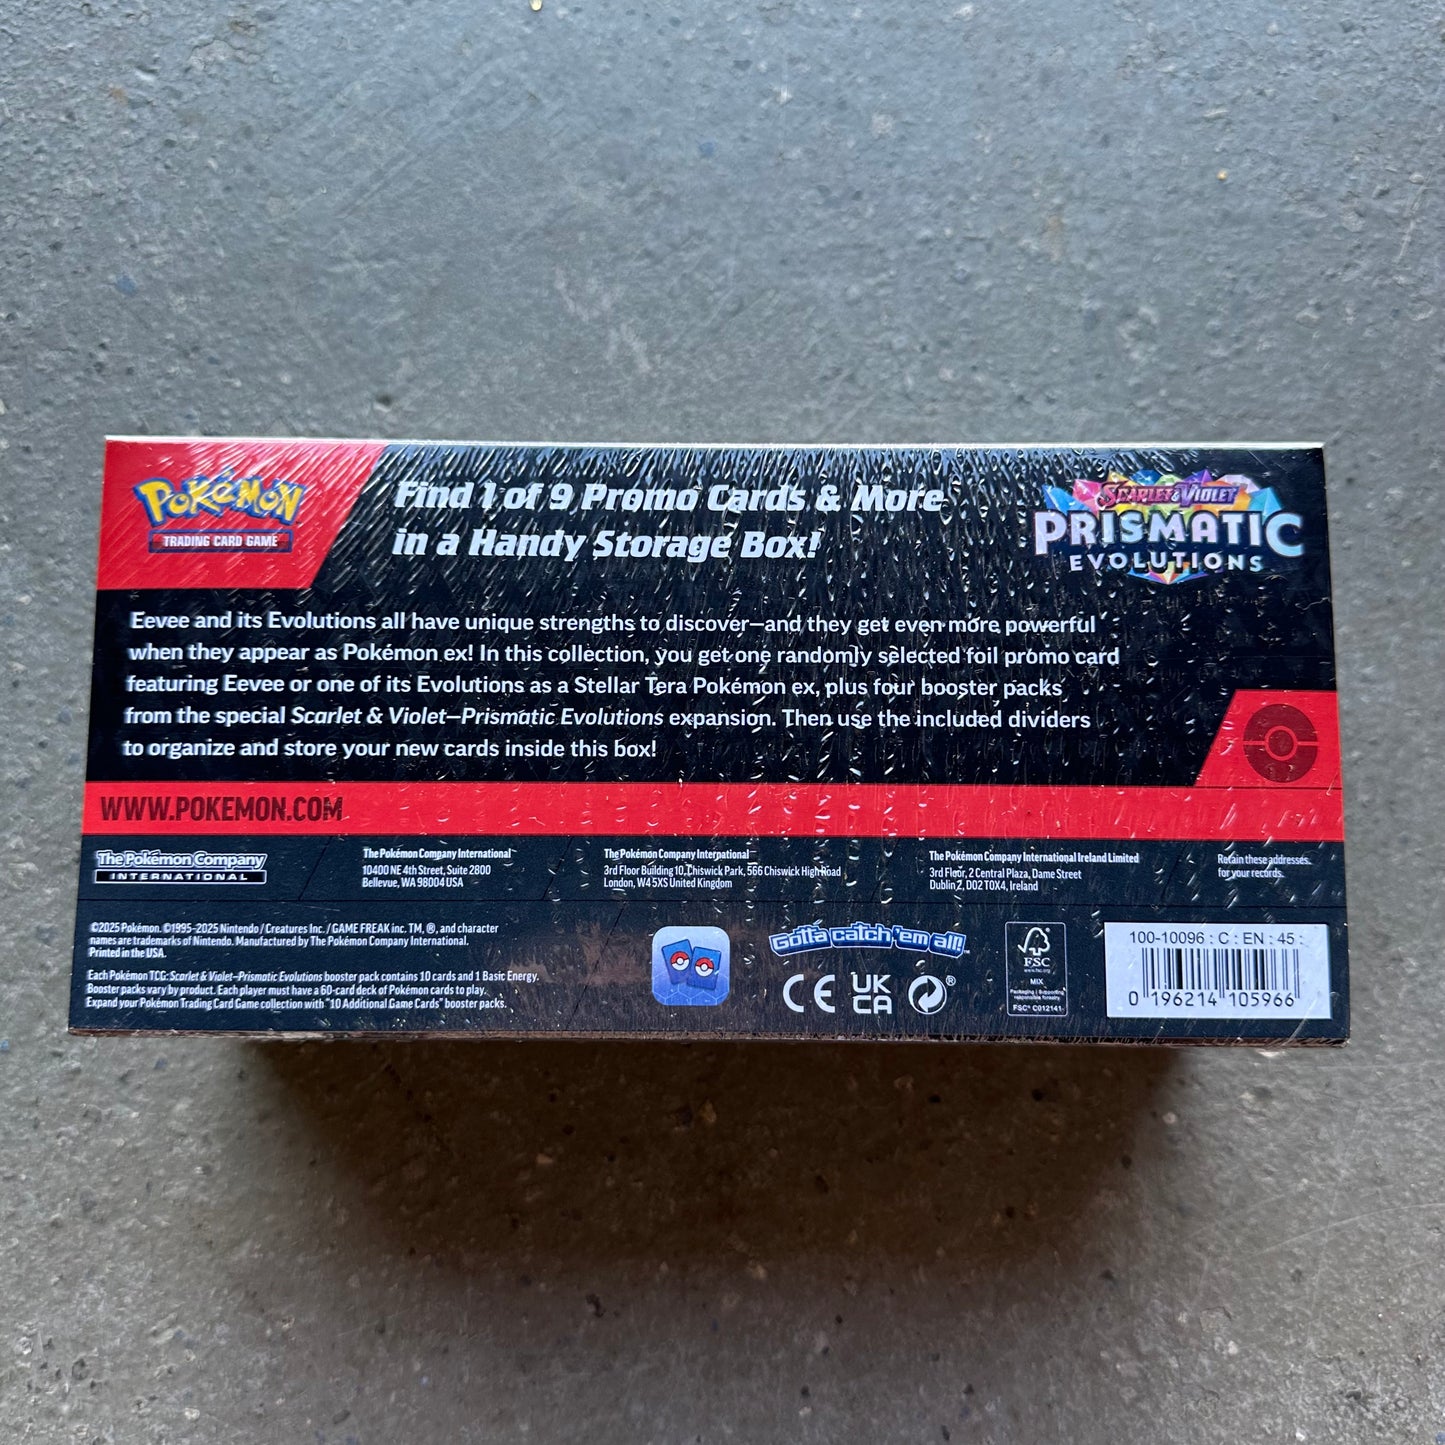 Pokémon
TRADING CARD GAME
Find 1 of 9 Promo Cards & More
in a Handy Storage Box!
SCARLET & VIOLET
PRISMATIC
EVOLUTIONS
Eevee and its Evolutions all have unique strengths to discover—and they get even more powerful
when they appear as Pokémon ex! In this collection, you get one randomly selected foil promo card
featuring Eevee or one of its Evolutions as a Stellar Tera Pokémon ex, plus four booster packs
from the special Scarlet & Violet—Prismatic Evolutions expansion. Then use the included dividers
to organize and store your new cards inside this box!
WWW.POKEMON.COM
The Pokémon Company
INTERNATIONAL
The Pokémon Company International
10400 NE 4th Street, Suite 2800
Bellevue, WA 98004 USA
The Pokémon Company International
3rd Floor Building 10, Chiswick Park, 566 Chiswick High Road
London, W4 5XS United Kingdom
The Pokémon Company International Ireland Limited
3rd Floor, 2 Central Plaza, Dame Street
Dublin 2, D02 T0X4, Ireland
Retain these addresses
for your records.
©2025 Pokémon. ©1995–2025 Nintendo / Creatures Inc. / GAME FREAK inc. TM, ®, and character
names are trademarks of Nintendo. Manufactured by The Pokémon Company International.
Printed in the USA.
Each Pokémon TCG: Scarlet & Violet—Prismatic Evolutions booster pack contains 10 cards and 1 Basic Energy.
Booster packs vary by product. Each player must have a 60-card deck of Pokémon cards to play.
Expand your Pokémon Trading Card Game collection with "10 Additional Game Cards" booster packs.
Gotta catch 'em all!™
CE
UK
CA
®
FSC
www.fsc.org
MIX
Packaging | Supporting
responsible forestry
FSC® C012141
100-10096 : C : EN : 45 :
0 196214 105966